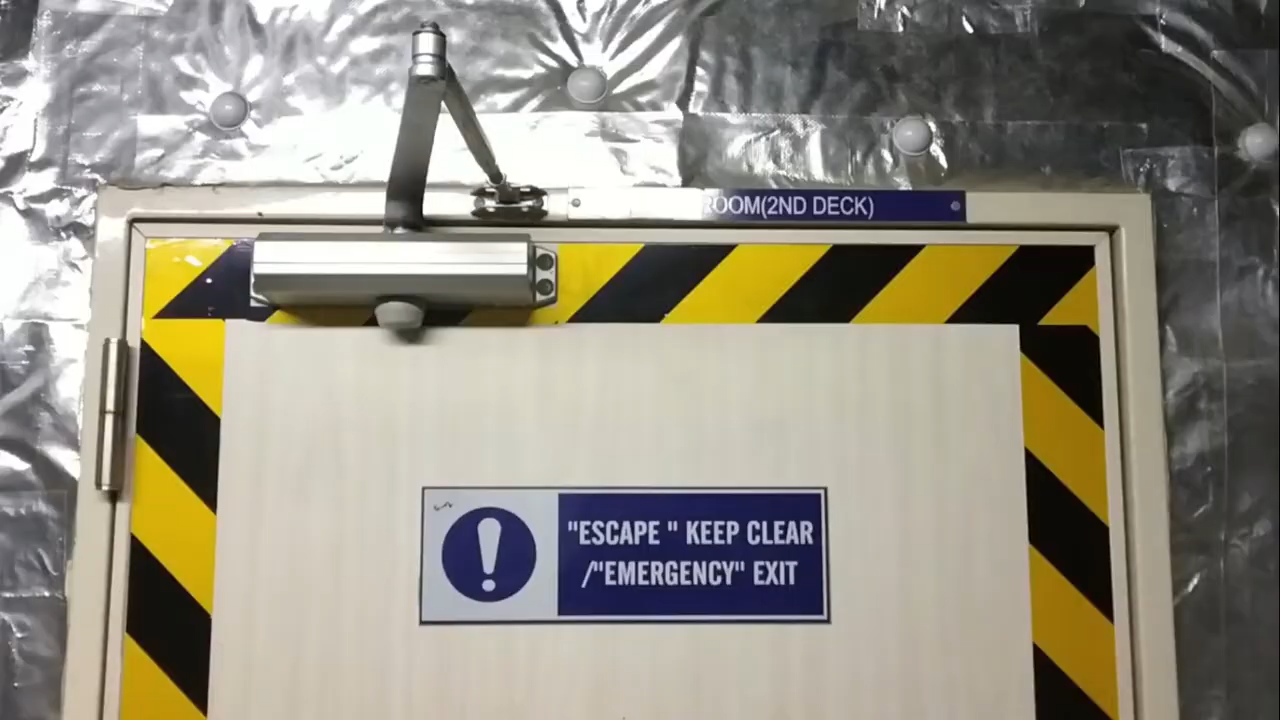 ROOM(2ND DECK)
"ESCAPE " KEEP CLEAR
/"EMERGENCY" EXIT